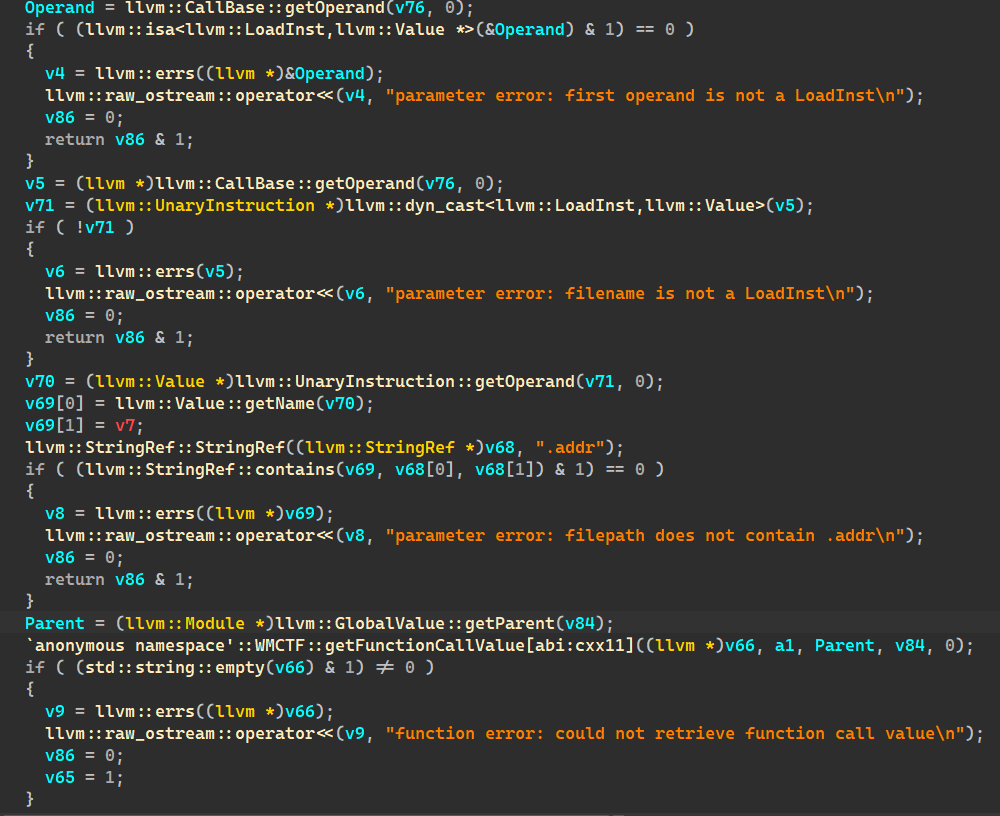 Operand = llvm::CallBase::getOperand(v76, 0);
if ( (llvm::isa<llvm::LoadInst,llvm::Value *>(&Operand) & 1) == 0 )
{
v4 = llvm::errs((llvm *)&Operand);
llvm::raw_ostream::operator<<(v4, "parameter error: first operand is not a LoadInst\n");
v86 = 0;
return v86 & 1;
}
v5 = (llvm *)llvm::CallBase::getOperand(v76, 0);
v71 = (llvm::UnaryInstruction *)llvm::dyn_cast<llvm::LoadInst,llvm::Value>(v5);
if ( !v71 )
{
v6 = llvm::errs(v5);
llvm::raw_ostream::operator<<(v6, "parameter error: filename is not a LoadInst\n");
v86 = 0;
return v86 & 1;
}
v70 = (llvm::Value *)llvm::UnaryInstruction::getOperand(v71, 0);
v69[0] = llvm::Value::getName(v70);
v69[1] = v7;
llvm::StringRef::StringRef((llvm::StringRef *)v68, ".addr");
if ( (llvm::StringRef::contains(v69, v68[0], v68[1]) & 1) == 0 )
{
v8 = llvm::errs((llvm *)v69);
llvm::raw_ostream::operator<<(v8, "parameter error: filepath does not contain .addr\n");
v86 = 0;
return v86 & 1;
}
Parent = (llvm::Module *)llvm::GlobalValue::getParent(v84);
`anonymous namespace'::WMCTF::getFunctionCallValue[abi:cxx11]((llvm *)v66, a1, Parent, v84, 0);
if ( (std::string::empty(v66) & 1) != 0 )
{
v9 = llvm::errs((llvm *)v66);
llvm::raw_ostream::operator<<(v9, "function error: could not retrieve function call value\n");
v86 = 0;
v65 = 1;
}